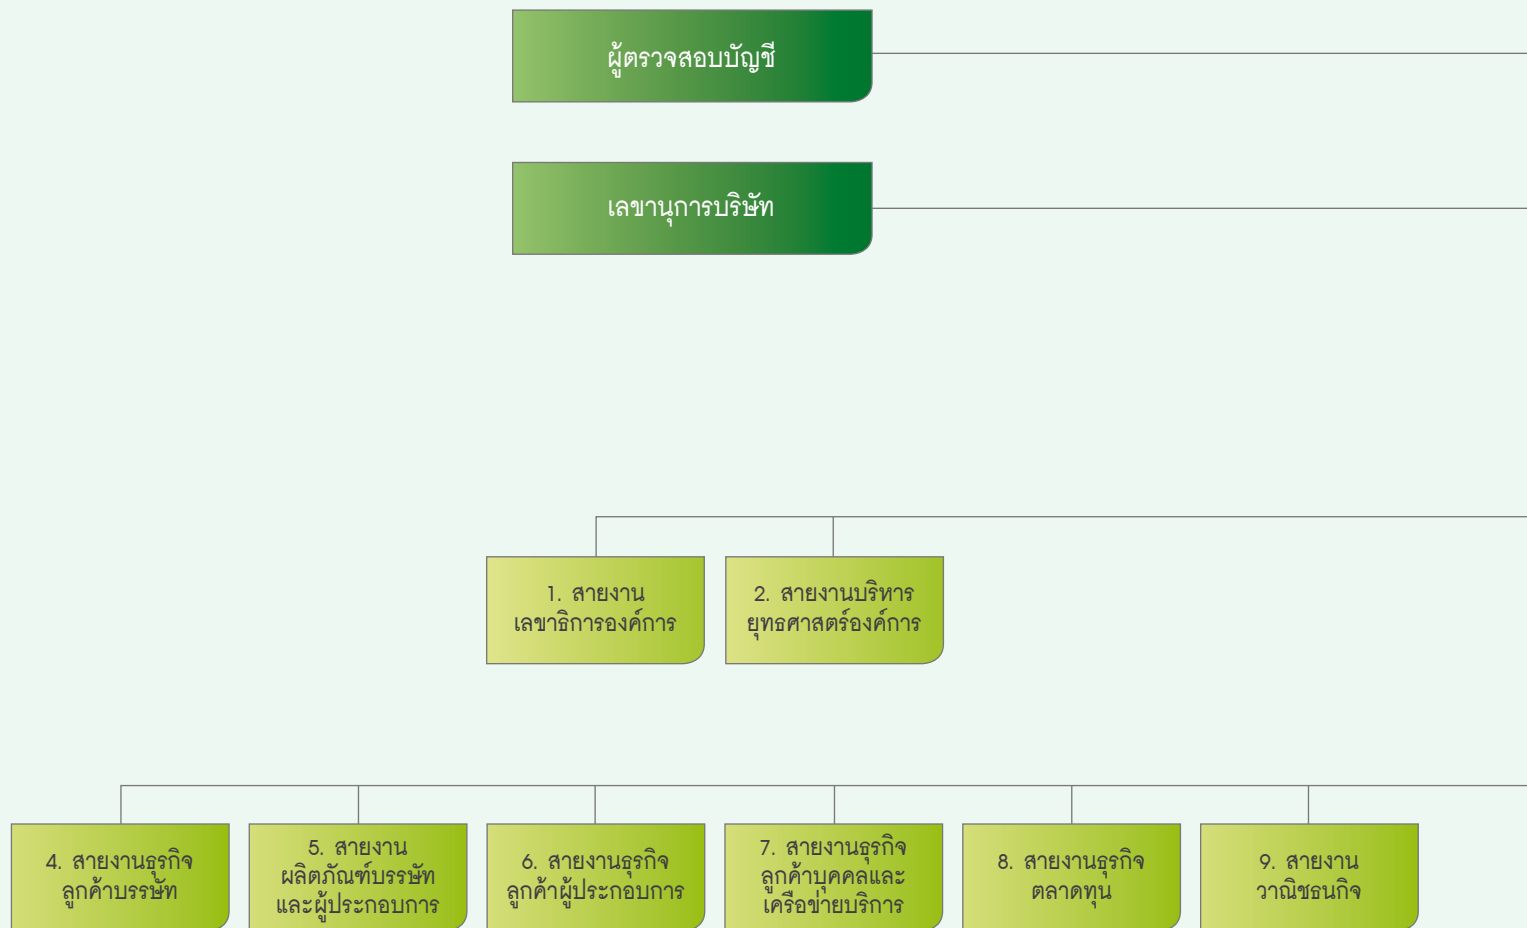 ผู้ตรวจสอบบัญชี
เลขานุการบริษัท
1. สายงาน
เลขาธิการองค์การ
2. สายงานบริหาร
ยุทธศาสตร์องค์การ
4. สายงานธุรกิจ
ลูกค้าบรรษัท
5. สายงาน
ผลิตภัณฑ์บรรษัท
และผู้ประกอบการ
6. สายงานธุรกิจ
ลูกค้าผู้ประกอบการ
7. สายงานธุรกิจ
ลูกค้าบุคคลและ
เครือข่ายบริการ
8. สายงานธุรกิจ
ตลาดทุน
9. สายงาน
วาณิชธนกิจ